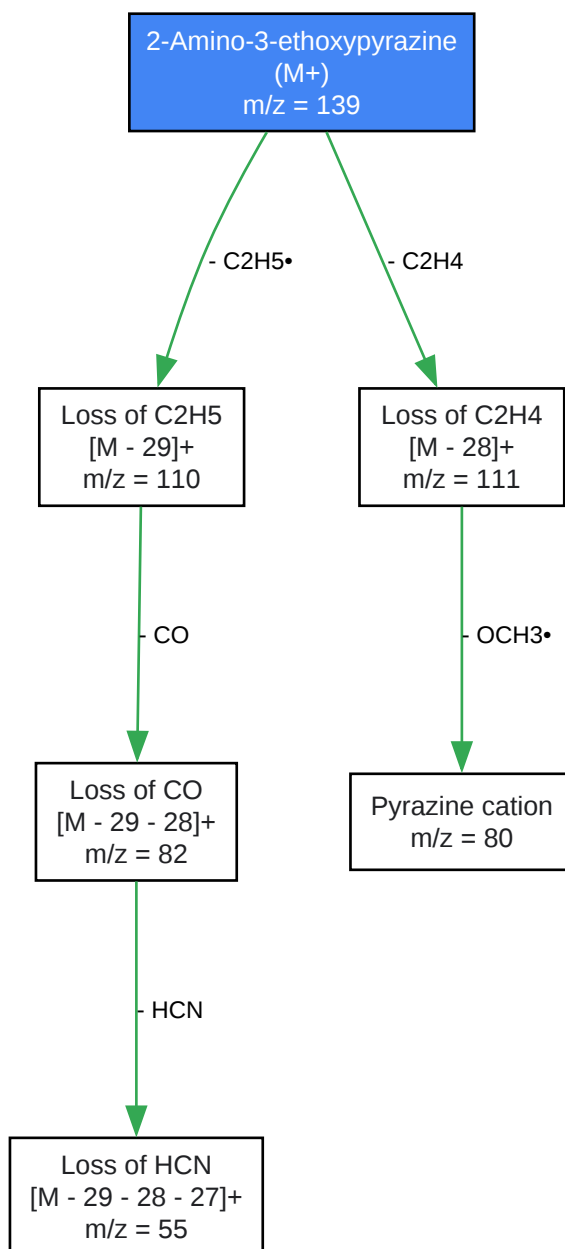 2-Amino-3-ethoxypyrazine
(M+)
m/z = 139
- C2H5•
- C2H4
Loss of C2H5
[M - 29]+
m/z = 110
Loss of C2H4
[M - 28]+
m/z = 111
- CO
- OCH3•
Loss of CO
[M - 29 - 28]+
m/z = 82
Pyrazine cation
m/z = 80
- HCN
Loss of HCN
[M - 29 - 28 - 27]+
m/z = 55